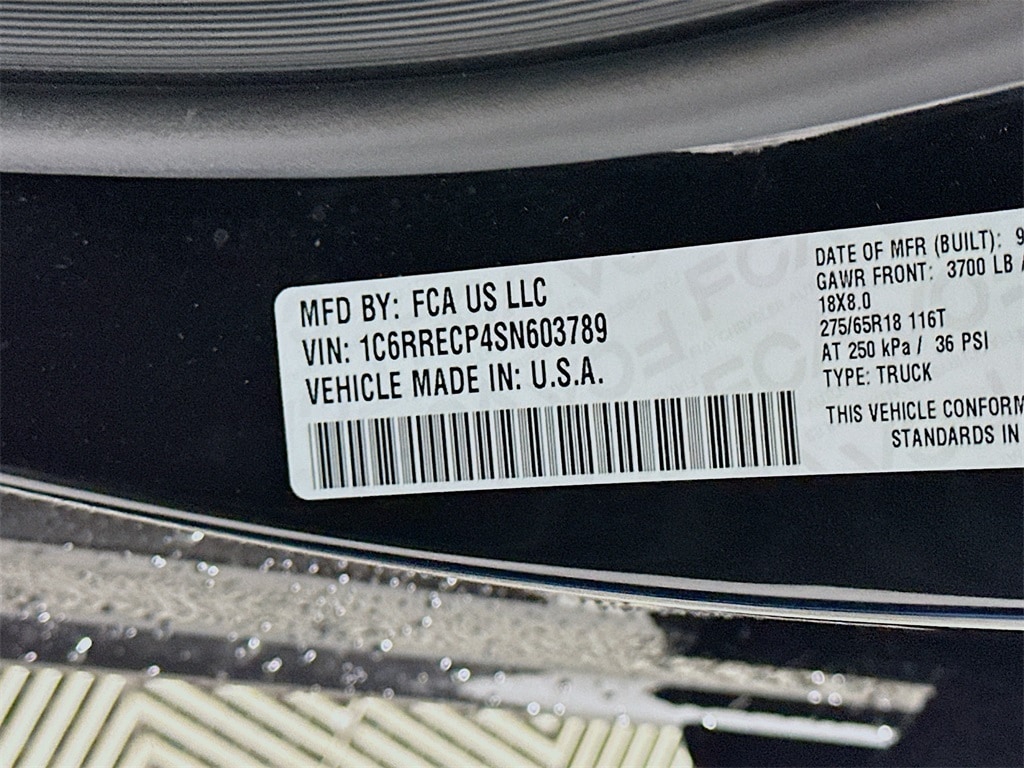 MFD BY: FCA US LLC
VIN: 1C6RRECP4SN603789
VEHICLE MADE IN: U.S.A.
DATE OF MFR (BUILT): 9
GAWR FRONT: 3700 LB
18X8.0
275/65R18 116T
AT 250 kPa / 36 PSI
TYPE: TRUCK
THIS VEHICLE CONFORM
STANDARDS IN